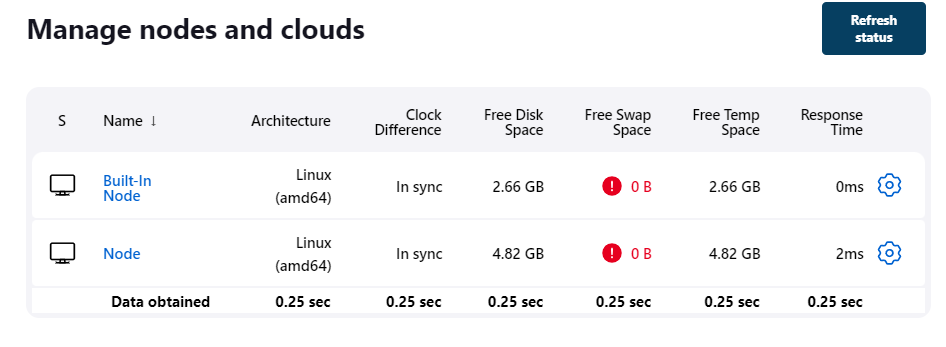 Manage nodes and clouds
Refresh
status
S Name ↓ Architecture Clock Difference Free Disk Space Free Swap Space Free Temp Space Response Time
Built-In Node Linux (amd64) In sync 2.66 GB ! 0 B 2.66 GB 0ms
Node Linux (amd64) In sync 4.82 GB ! 0 B 4.82 GB 2ms
Data obtained 0.25 sec 0.25 sec 0.25 sec 0.25 sec 0.25 sec 0.25 sec